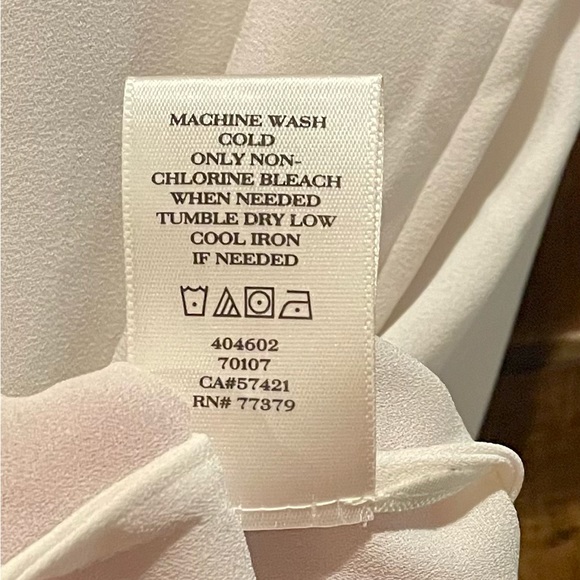 MACHINE WASH
COLD
ONLY NON-
CHLORINE BLEACH
WHEN NEEDED
TUMBLE DRY LOW
COOL IRON
IF NEEDED
404602
70107
CA#57421
RN# 77379